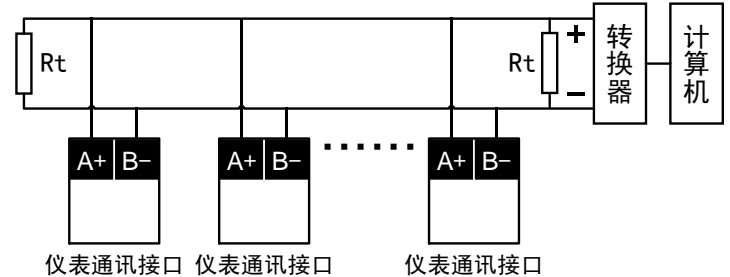 Rt
Rt
+
−
转换器
计算机
A+ B−
A+ B−
......
A+ B−
仪表通讯接口 仪表通讯接口 仪表通讯接口